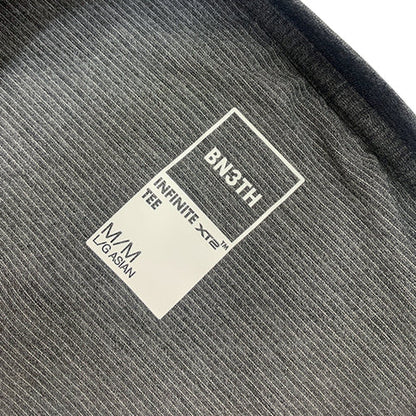 BN3TH
INFINITE XT2™
TEE
M/M
L/G ASIAN